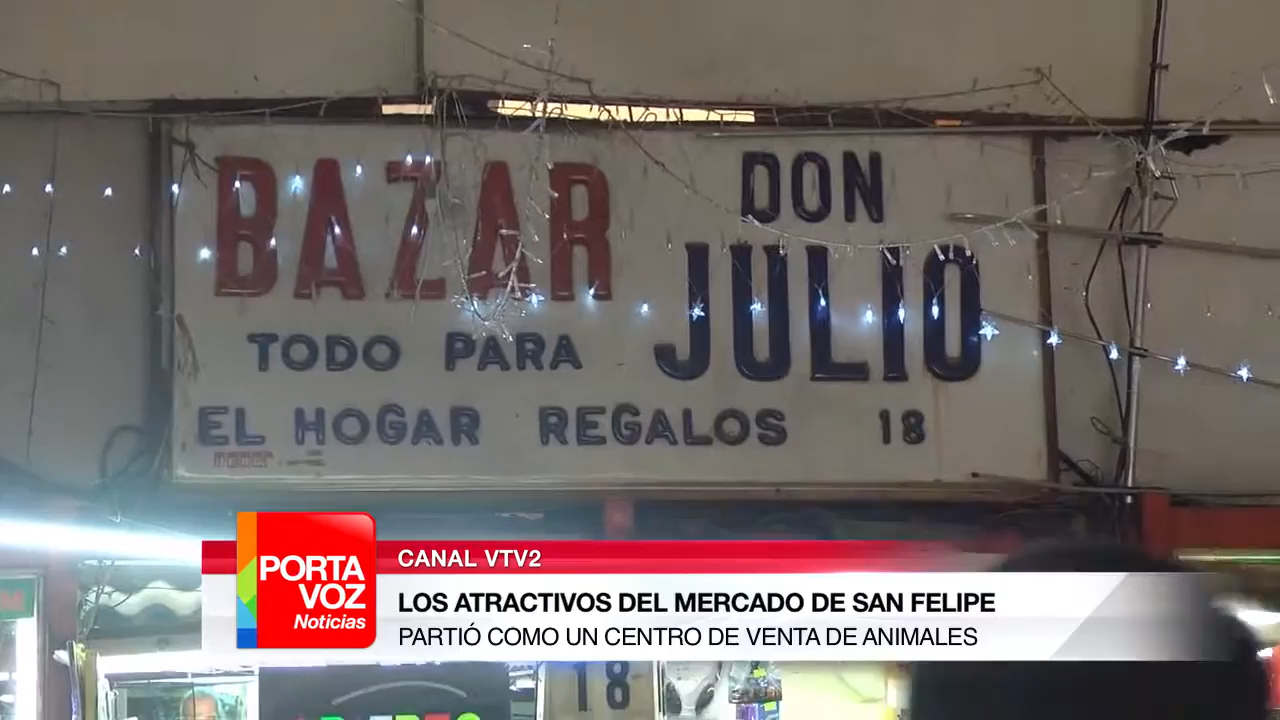 BAZAR DON
JULIO
TODO PARA
EL HOGAR REGALOS 18
PORTA
VOZ
Noticias
CANAL VTV2
LOS ATRACTIVOS DEL MERCADO DE SAN FELIPE
PARTIÓ COMO UN CENTRO DE VENTA DE ANIMALES
18